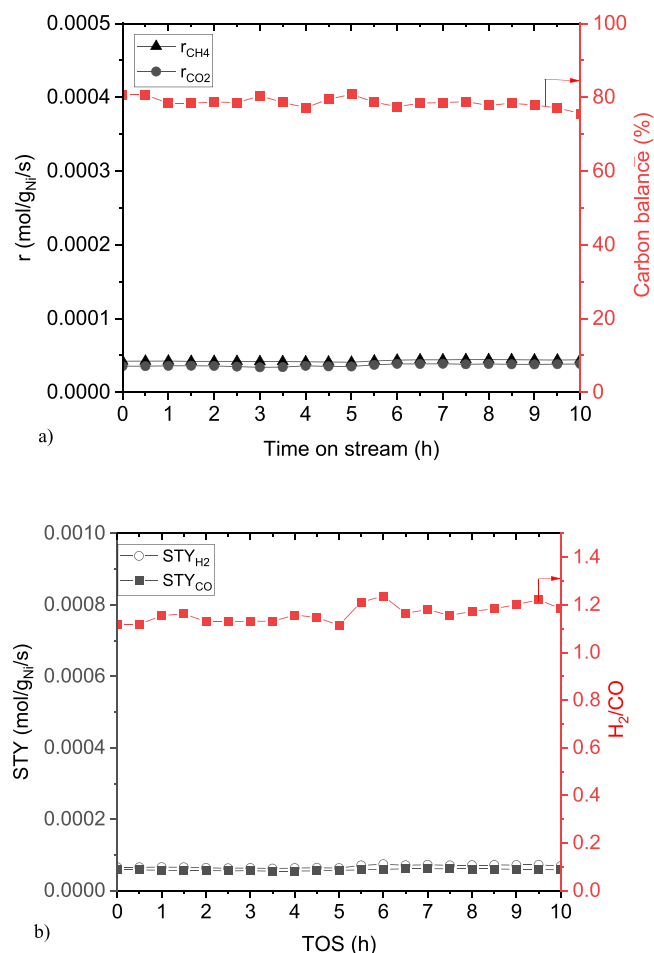 0.0005
0.0004
0.0003
0.0002
0.0001
0.0000
r (mol/gNi/s)
rCH4
rCO2
100
80
60
40
20
0
Carbon balance (%)
0 1 2 3 4 5 6 7 8 9 10
Time on stream (h)
a)
0.0010
0.0008
0.0006
0.0004
0.0002
0.0000
STY (mol/gNi/s)
STYH2
STYCO
1.4
1.2
1.0
0.8
0.6
0.4
0.2
0.0
H2/CO
0 1 2 3 4 5 6 7 8 9 10
TOS (h)
b)